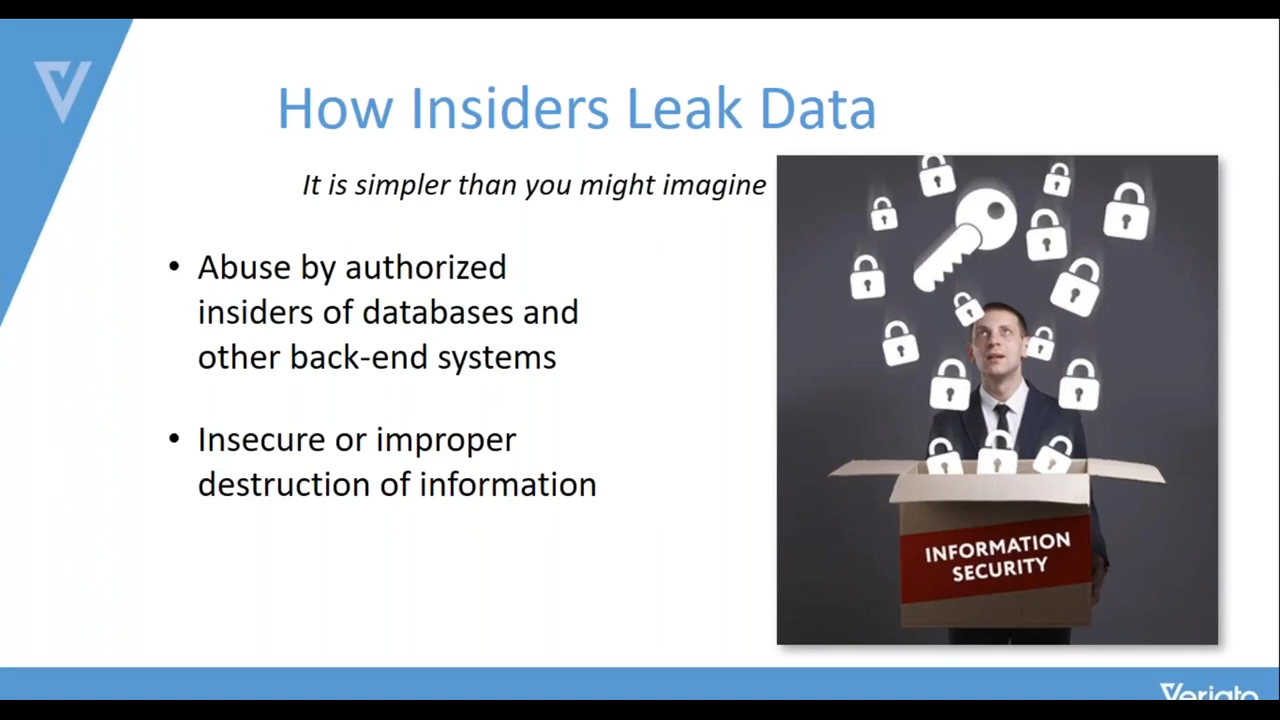 How Insiders Leak Data
It is simpler than you might imagine
• Abuse by authorized
insiders of databases and
other back-end systems
• Insecure or improper
destruction of information
INFORMATION
SECURITY
Veriato